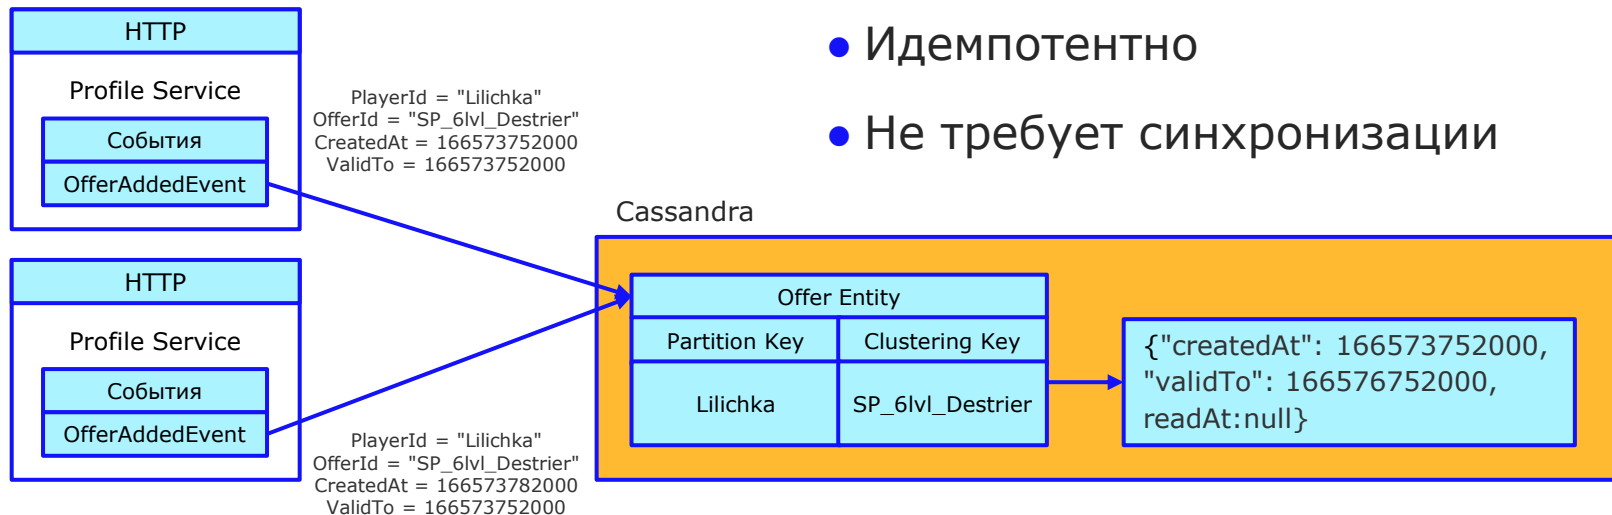 HTTP
Profile Service
События
OfferAddedEvent
PlayerId = "Lilichka"
OfferId = "SP_6lvl_Destrier"
CreatedAt = 166573752000
ValidTo = 166573752000
● Идемпотентно
● Не требует синхронизации
HTTP
Profile Service
События
OfferAddedEvent
PlayerId = "Lilichka"
OfferId = "SP_6lvl_Destrier"
CreatedAt = 166573782000
ValidTo = 166573752000
Cassandra
Offer Entity
Partition Key Clustering Key
Lilichka SP_6lvl_Destrier
{"createdAt": 166573752000,
"validTo": 166576752000,
readAt:null}